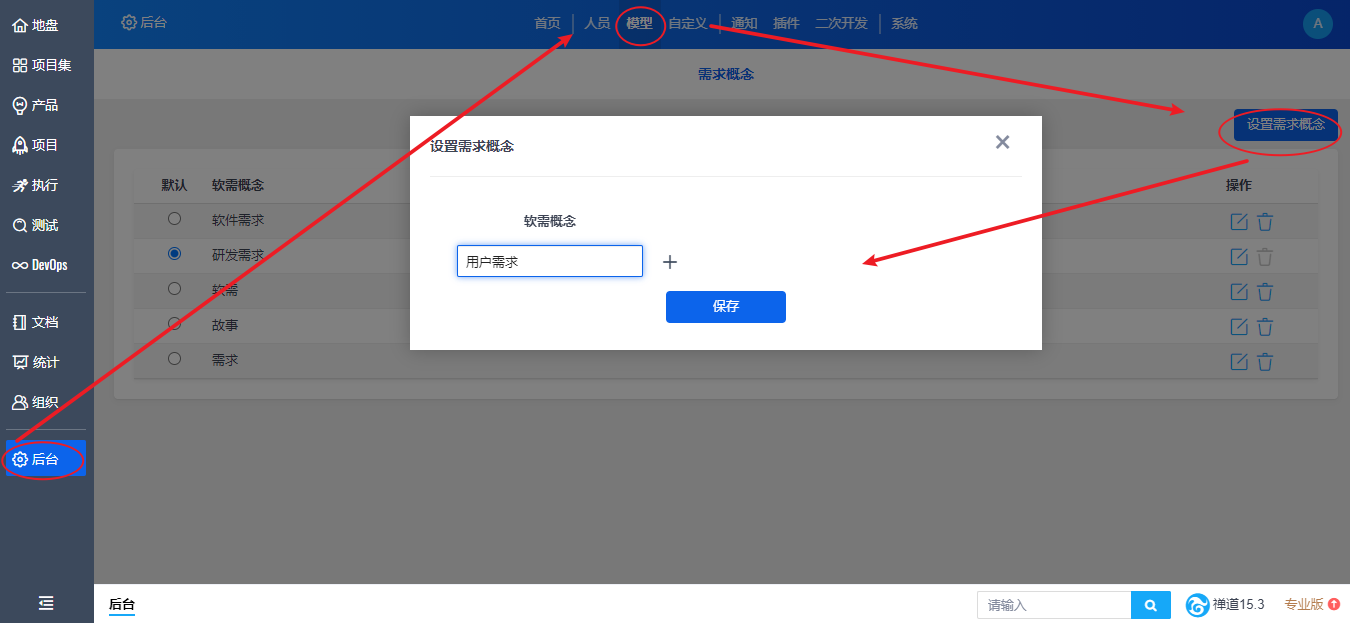 地盘
项目集
产品
项目
执行
测试
DevOps
文档
统计
组织
后台
后台
首页 人员 模型 自定义 通知 插件 二次开发 系统
A
需求概念
设置需求概念
默认 软需概念 操作
软件需求
研发需求
软需
故事
需求
设置需求概念
软需概念
用户需求
保存
后台
请输入
禅道15.3
专业版